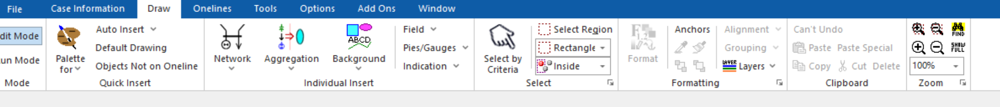 File Case Information Draw Onelines Tools Options Add Ons Window
dit Mode
un Mode
Mode
Palette for
Auto Insert
Default Drawing
Objects Not on Oneline
Quick Insert
Network
Aggregation
ABCD
Background
Field
Pies/Gauges
Indication
Individual Insert
Select by Criteria
Select Region
Rectangle
Inside
Select
F 1.2
Format
Anchors
Alignment
Grouping
LAYER Layers
Formatting
Can't Undo
Paste Paste Special
Copy Cut Delete
Clipboard
FIND
SHOW FULL
100%
Zoom